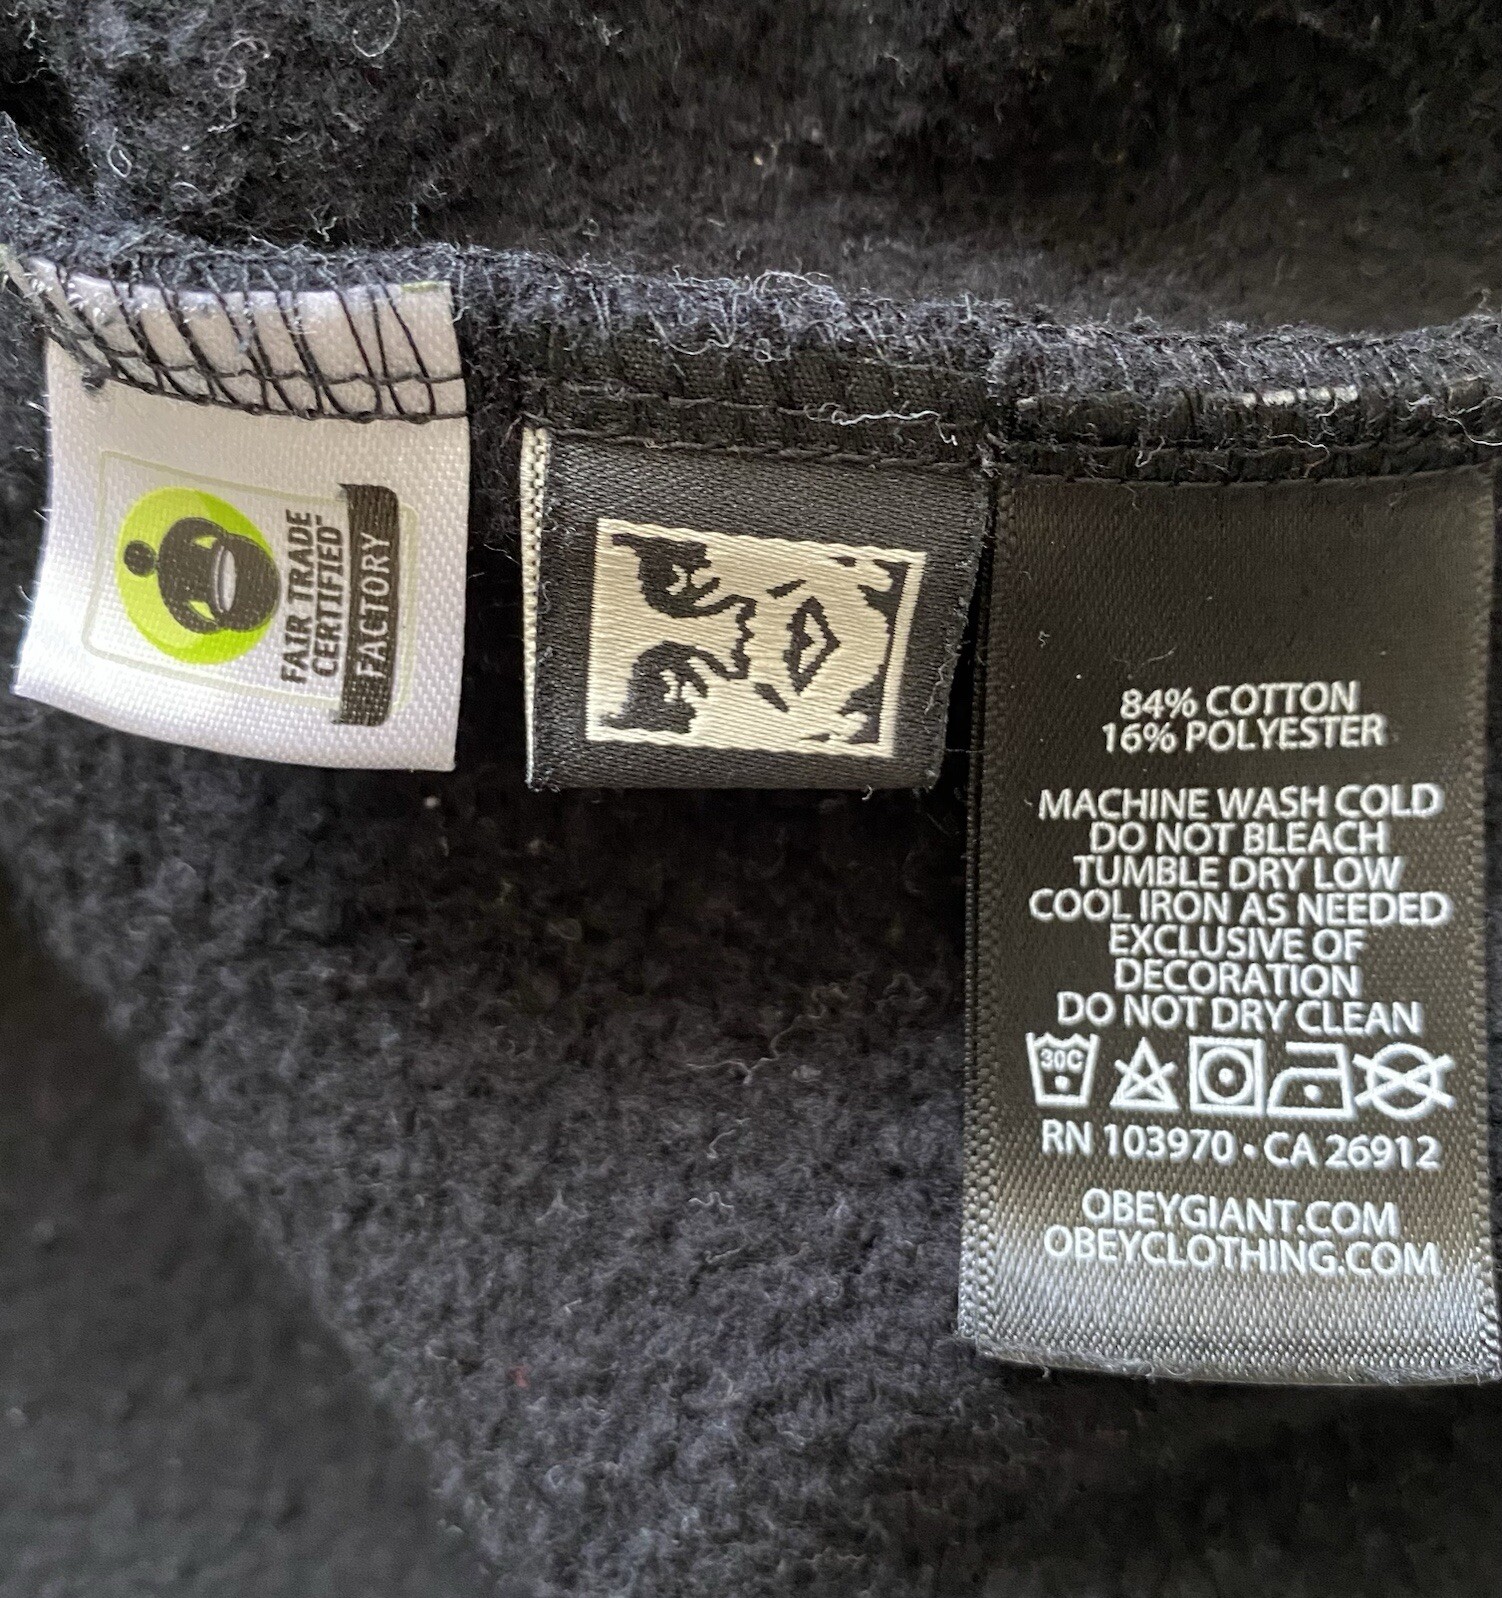 FAIR TRADE
CERTIFIED™
FACTORY
84% COTTON
16% POLYESTER
MACHINE WASH COLD
DO NOT BLEACH
TUMBLE DRY LOW
COOL IRON AS NEEDED
EXCLUSIVE OF
DECORATION
DO NOT DRY CLEAN
30C
RN 103970 • CA 26912
OBEYGIANT.COM
OBEYCLOTHING.COM